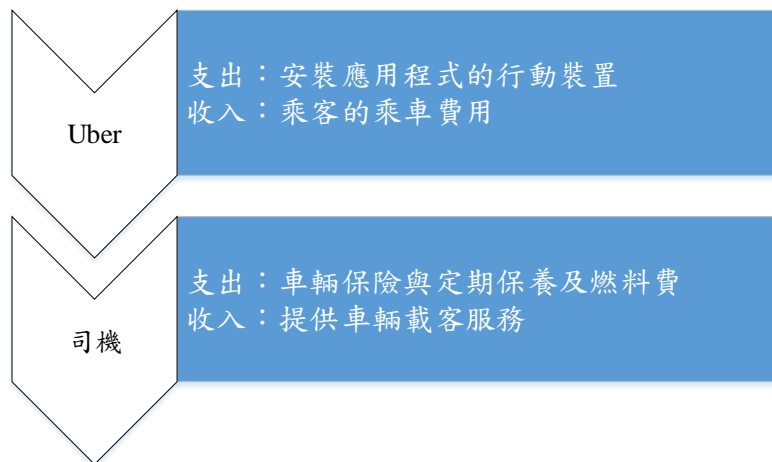 Uber
支出：安裝應用程式的行動裝置
收入：乘客的乘車費用
司機
支出：車輛保險與定期保養及燃料費
收入：提供車輛載客服務